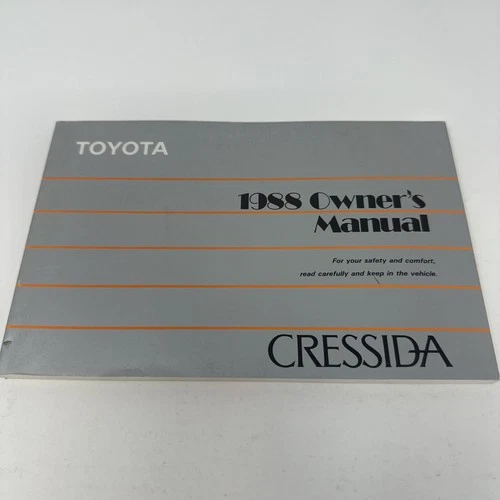 TOYOTA
1988 Owner's
Manual
For your safety and comfort,
read carefully and keep in the vehicle.
CRESSIDA